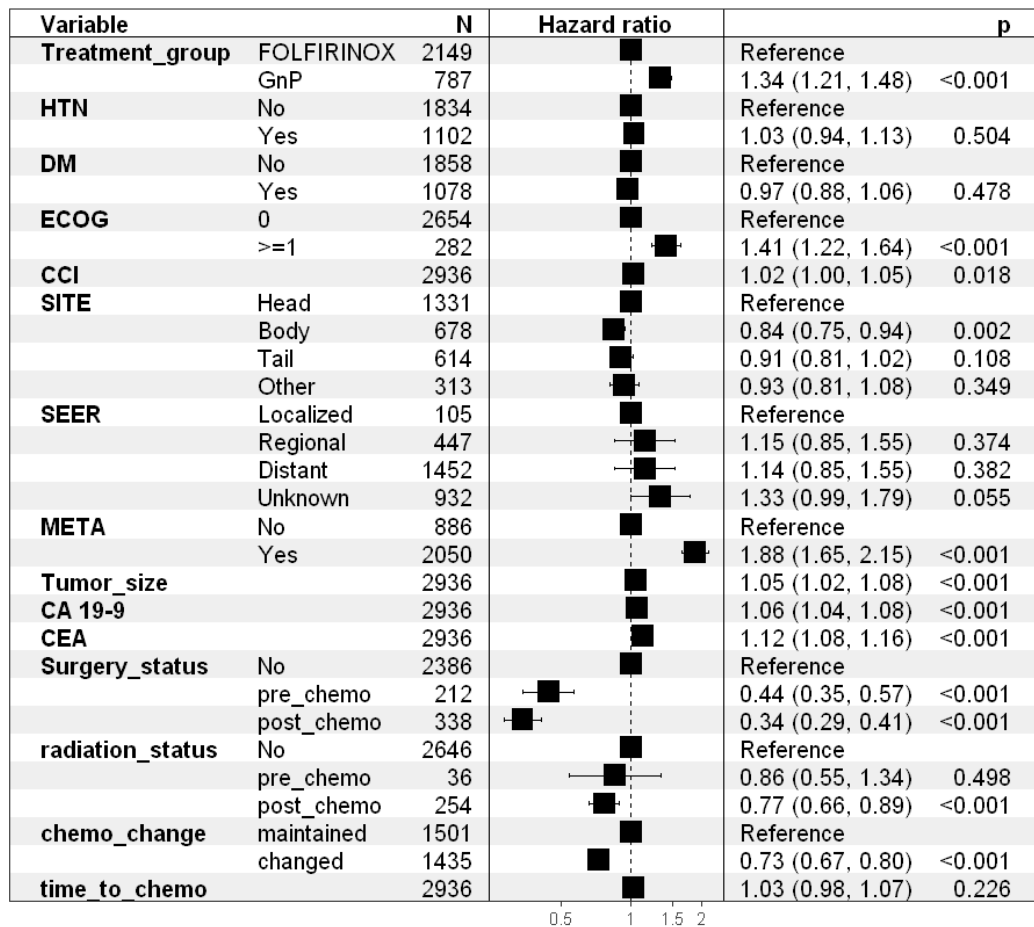 Variable N Hazard ratio p
Treatment_group FOLFIRINOX 2149 Reference
GnP 787 1.34 (1.21, 1.48) <0.001
HTN No 1834 Reference
Yes 1102 1.03 (0.94, 1.13) 0.504
DM No 1858 Reference
Yes 1078 0.97 (0.88, 1.06) 0.478
ECOG 0 2654 Reference
>=1 282 1.41 (1.22, 1.64) <0.001
CCI 2936 1.02 (1.00, 1.05) 0.018
SITE Head 1331 Reference
Body 678 0.84 (0.75, 0.94) 0.002
Tail 614 0.91 (0.81, 1.02) 0.108
Other 313 0.93 (0.81, 1.08) 0.349
SEER Localized 105 Reference
Regional 447 1.15 (0.85, 1.55) 0.374
Distant 1452 1.14 (0.85, 1.55) 0.382
Unknown 932 1.33 (0.99, 1.79) 0.055
META No 886 Reference
Yes 2050 1.88 (1.65, 2.15) <0.001
Tumor_size 2936 1.05 (1.02, 1.08) <0.001
CA 19-9 2936 1.06 (1.04, 1.08) <0.001
CEA 2936 1.12 (1.08, 1.16) <0.001
Surgery_status No 2386 Reference
pre_chemo 212 0.44 (0.35, 0.57) <0.001
post_chemo 338 0.34 (0.29, 0.41) <0.001
radiation_status No 2646 Reference
pre_chemo 36 0.86 (0.55, 1.34) 0.498
post_chemo 254 0.77 (0.66, 0.89) <0.001
chemo_change maintained 1501 Reference
changed 1435 0.73 (0.67, 0.80) <0.001
time_to_chemo 2936 1.03 (0.98, 1.07) 0.226
0.5 1 1.5 2